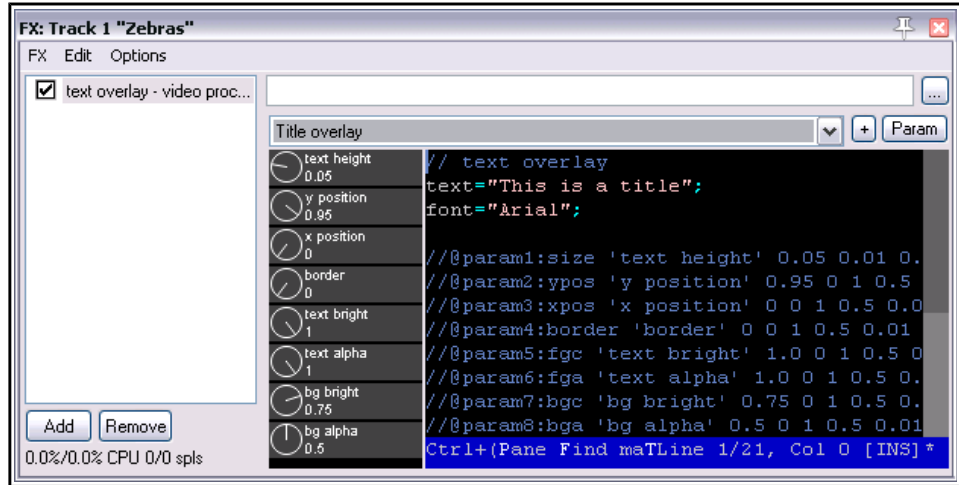 FX: Track 1 "Zebras"
FX Edit Options
text overlay - video proc...
...
Title overlay
+ Param
text height
0.05
y position
0.95
x position
0
border
0
text bright
1
text alpha
1
bg bright
0.75
bg alpha
0.5
// text overlay
text="This is a title";
font="Arial";
//@param1:size 'text height' 0.05 0.01 0.
//@param2:ypos 'y position' 0.95 0 1 0.5
//@param3:xpos 'x position' 0 0 1 0.5 0.0
//@param4:border 'border' 0 0 1 0.5 0.01
//@param5:fgc 'text bright' 1.0 0 1 0.5 0
//@param6:fga 'text alpha' 1.0 0 1 0.5 0.
//@param7:bgc 'bg bright' 0.75 0 1 0.5 0.
//@param8:bga 'bg alpha' 0.5 0 1 0.5 0.01
Ctrl+(Pane Find maTLine 1/21, Col 0 [INS]*
Add Remove
0.0%/0.0% CPU 0/0 spls